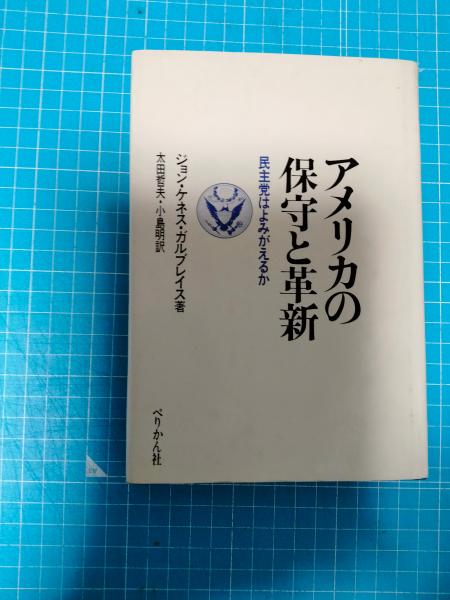 アメリカの
保守と革新
民主党はよみがえるか
ジョン・ケネス・ガルブレイス著
太田哲夫・小島明訳
ぺりかん社